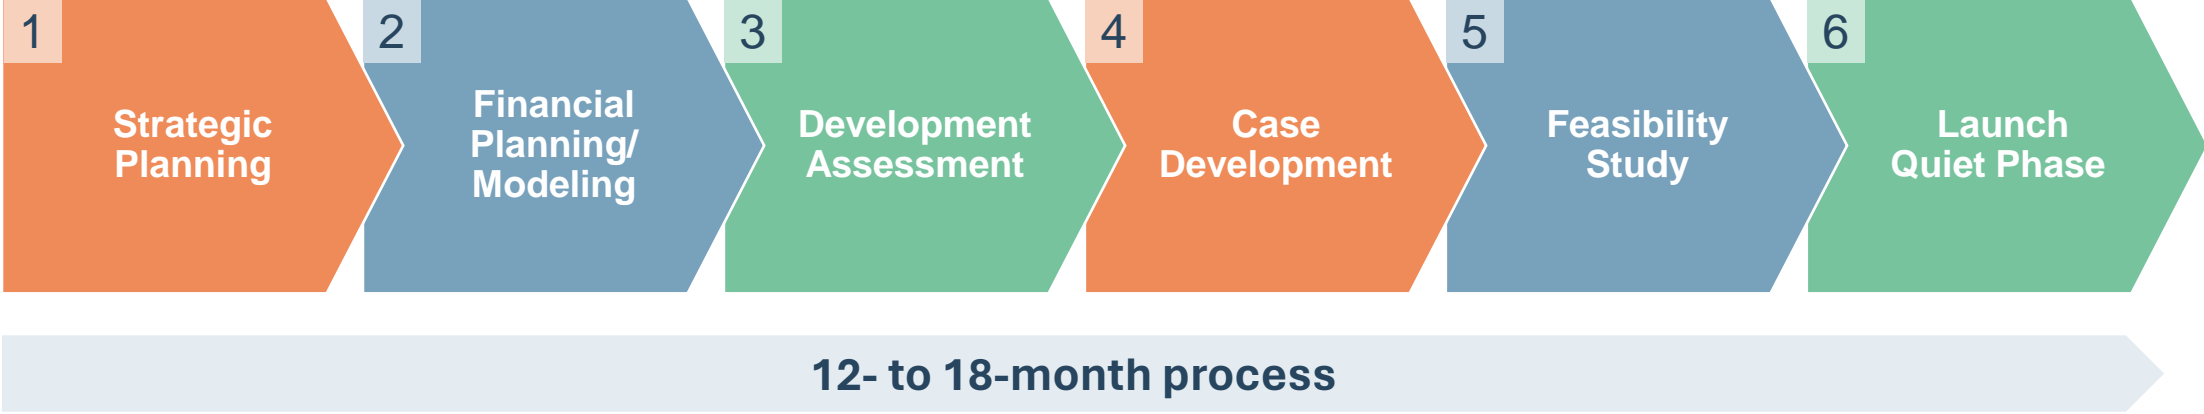 1
Strategic
Planning
2
Financial
Planning/
Modeling
3
Development
Assessment
4
Case
Development
5
Feasibility
Study
6
Launch
Quiet Phase
12- to 18-month process